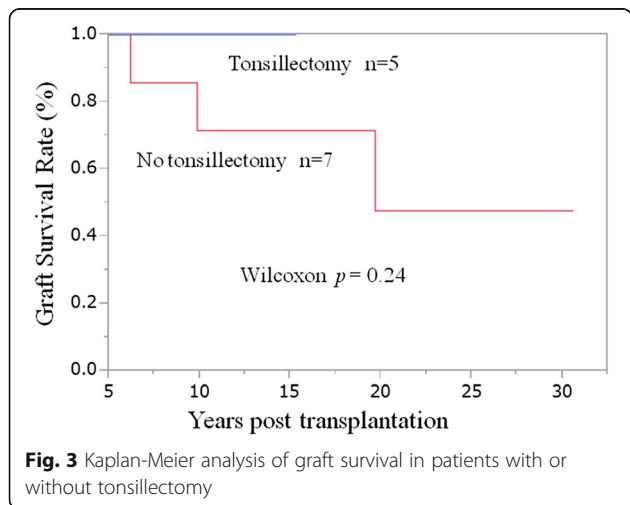 1.0
Tonsillectomy n=5
0.8
No tonsillectomy n=7
0.6
0.4
Wilcoxon p = 0.24
0.2
0.0
Graft Survival Rate (%)
5 10 15 20 25 30
Years post transplantation
Fig. 3 Kaplan-Meier analysis of graft survival in patients with or
without tonsillectomy